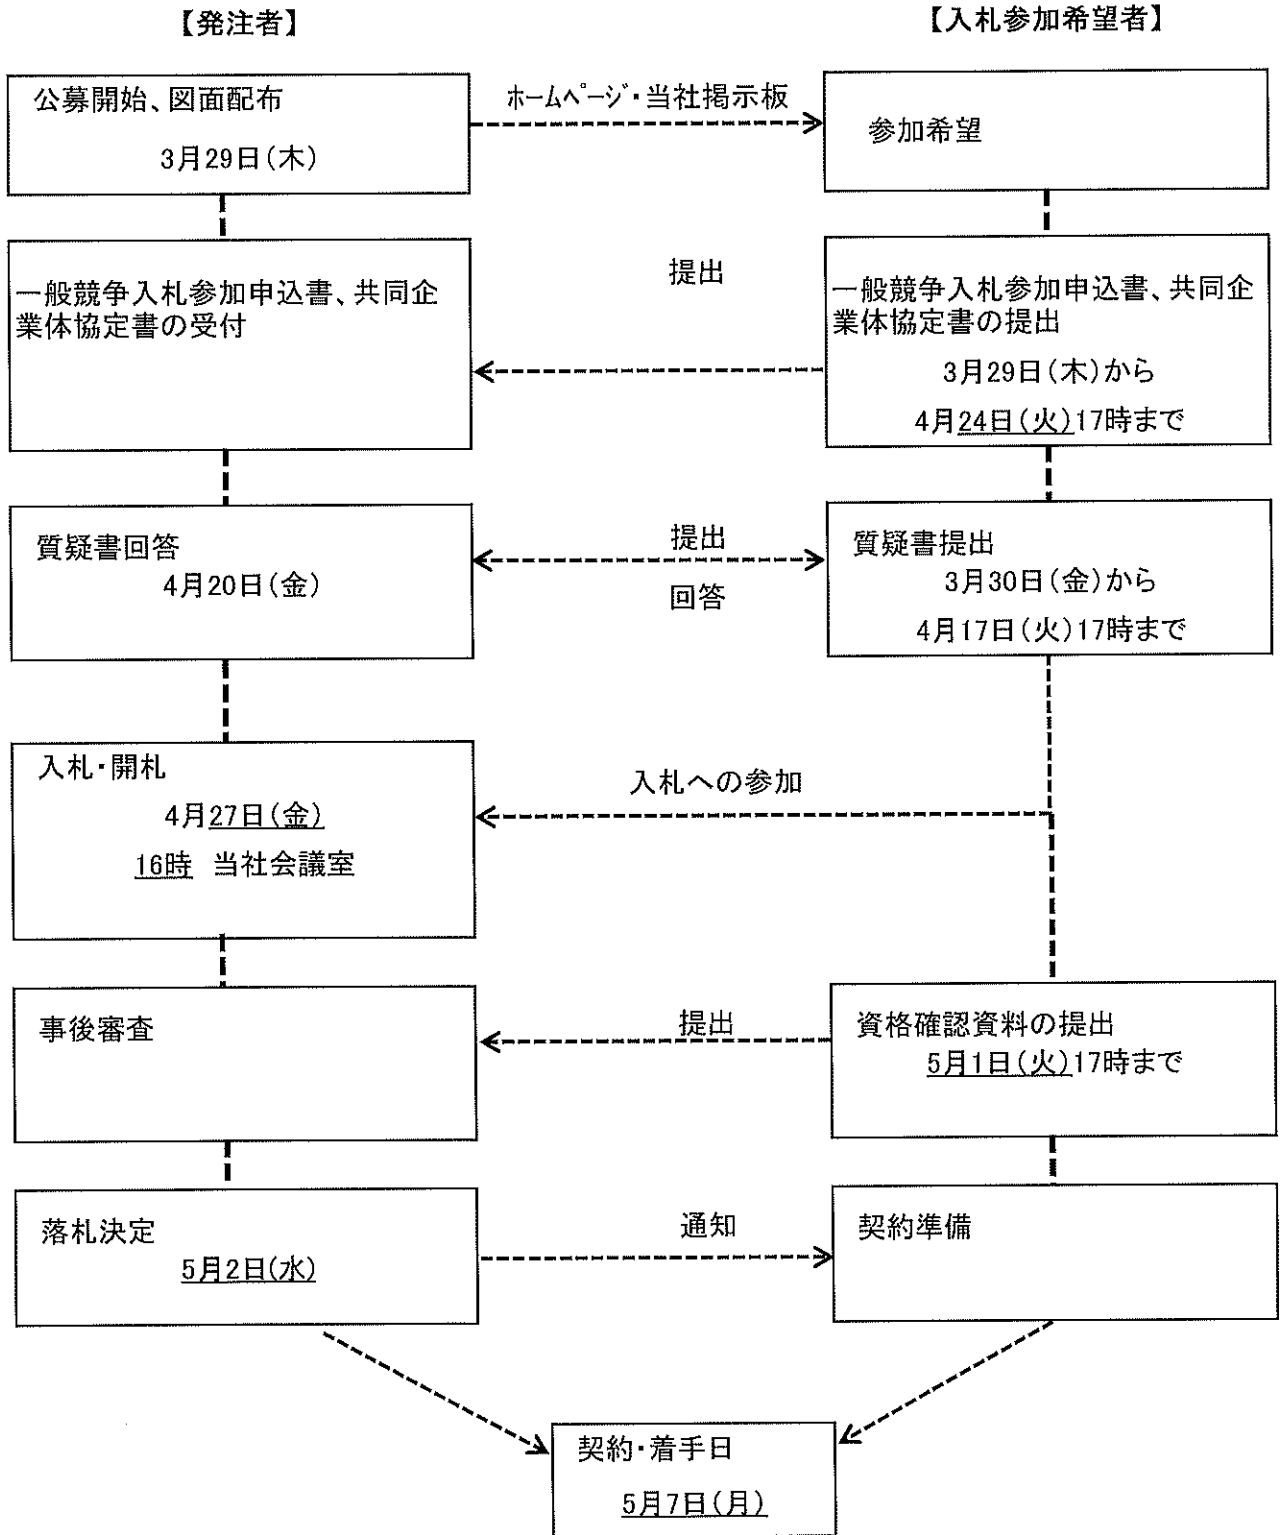 【発注者】
【入札参加希望者】
公募開始、図面配布
3月29日(木)
ホームページ・当社掲示板
参加希望
一般競争入札参加申込書、共同企
業体協定書の受付
提出
一般競争入札参加申込書、共同企
業体協定書の提出
3月29日(木)から
4月24日(火)17時まで
質疑書回答
4月20日(金)
提出
回答
質疑書提出
3月30日(金)から
4月17日(火)17時まで
入札・開札
4月27日(金)
16時 当社会議室
入札への参加
事後審査
提出
資格確認資料の提出
5月1日(火)17時まで
落札決定
5月2日(水)
通知
契約準備
契約・着手日
5月7日(月)